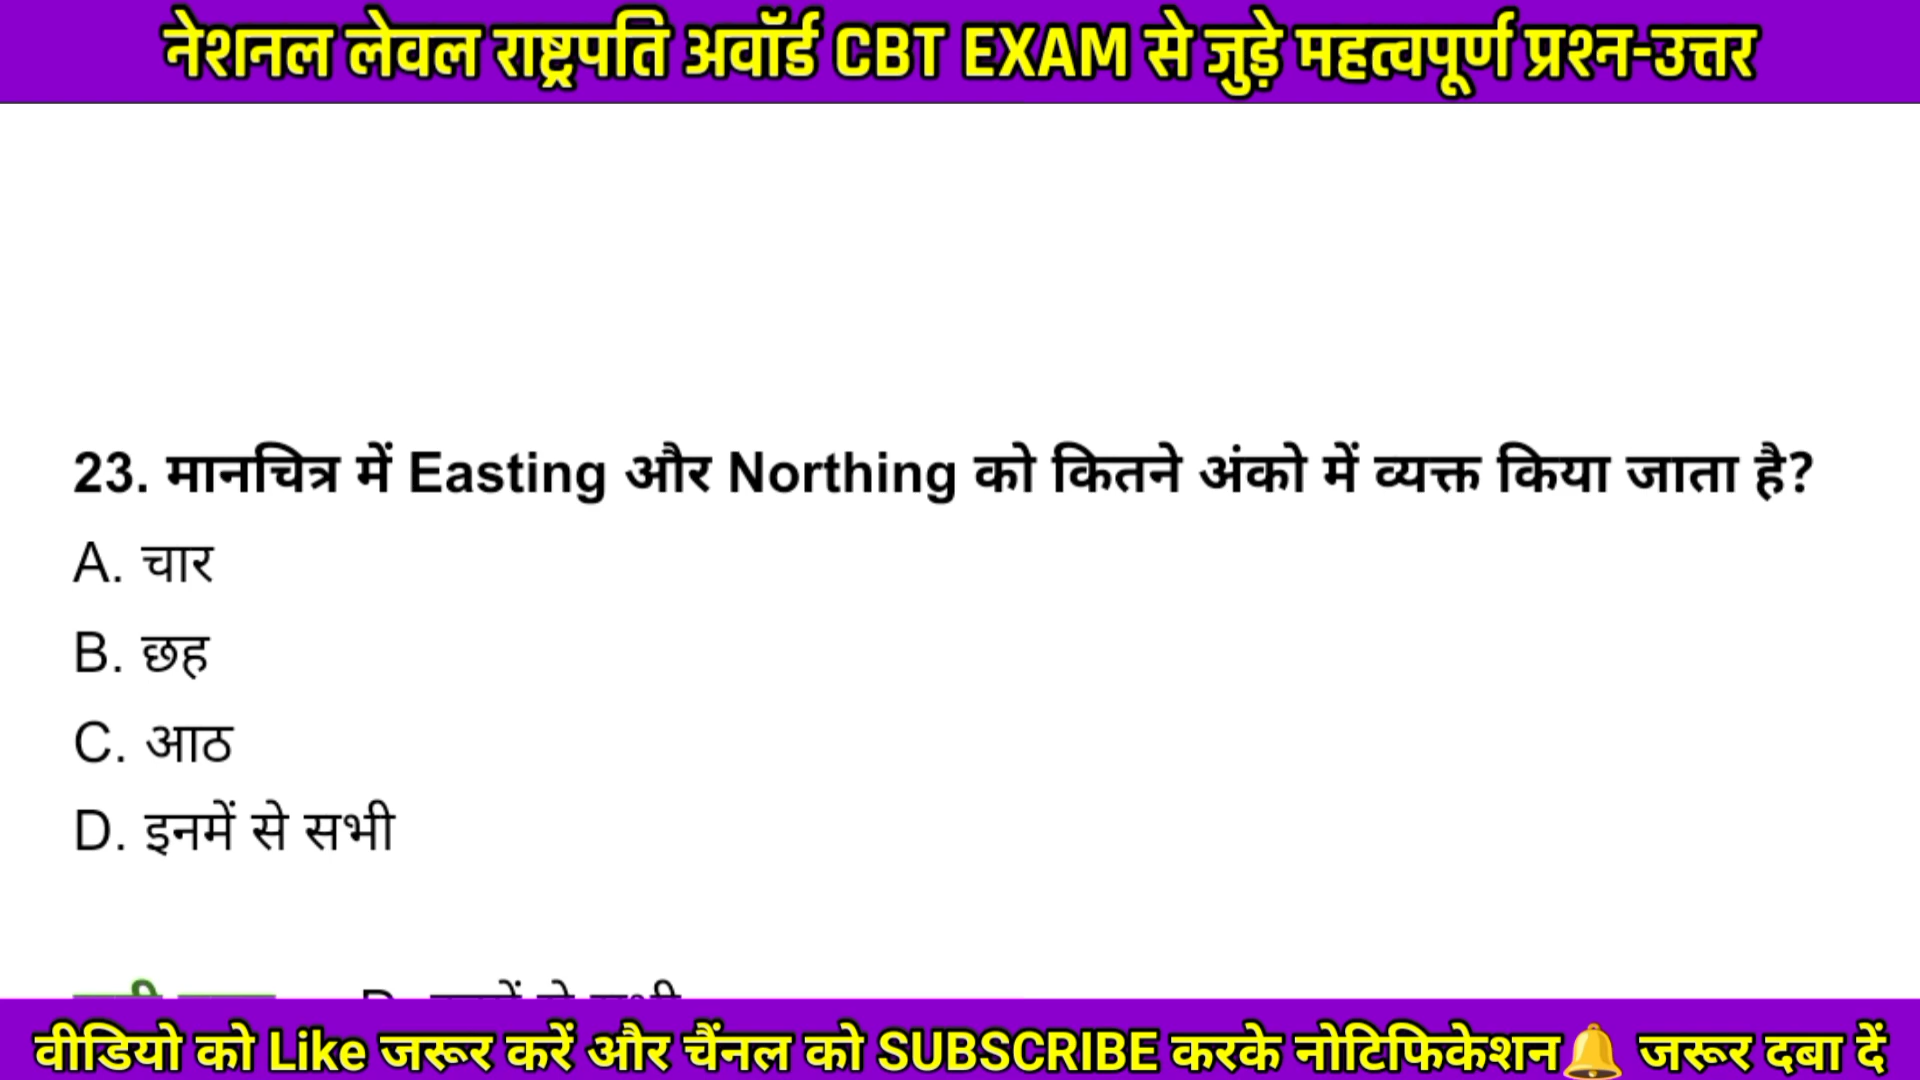 नेशनल लेवल राष्ट्रपति अवॉर्ड CBT EXAM से जुड़े महत्वपूर्ण प्रश्न-उत्तर
23. मानचित्र में Easting और Northing को कितने अंको में व्यक्त किया जाता है?
A. चार
B. छह
C. आठ
D. इनमें से सभी
वीडियो को Like जरूर करें और चैंनल को SUBSCRIBE करके नोटिफिकेशन🔔 जरूर दबा दें